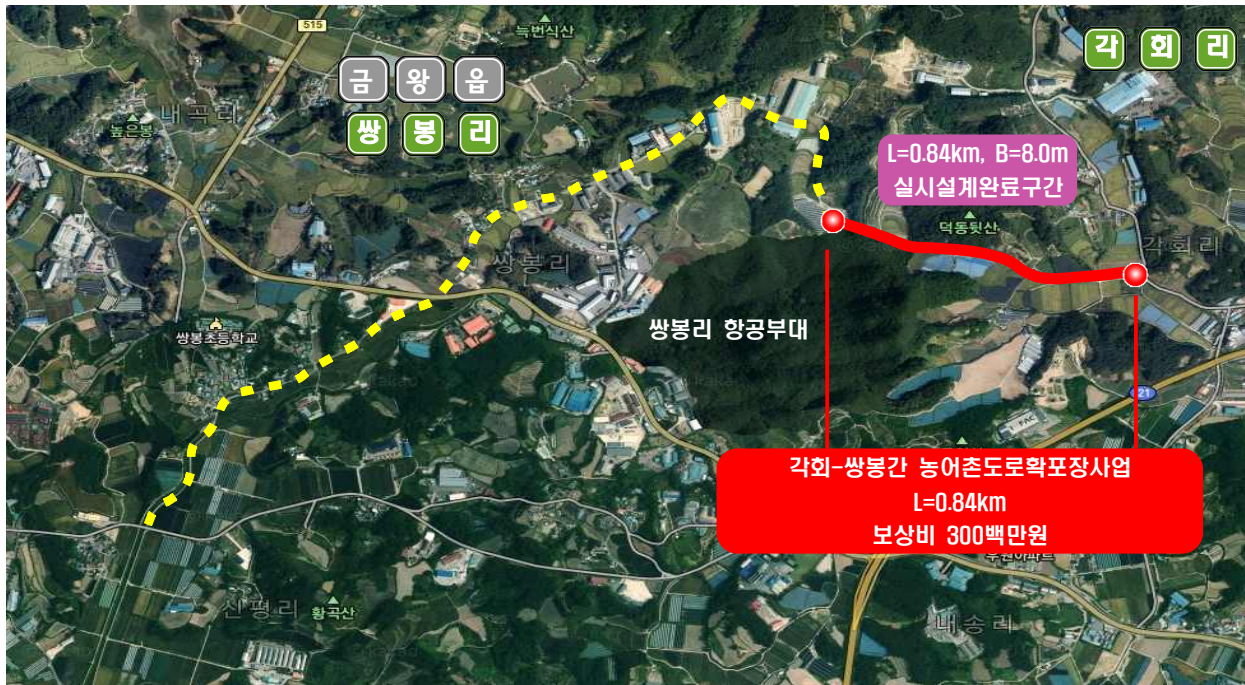 515
늑번식산
각 회 리
금 왕 읍
내곡리
높은봉
쌍 봉 리
L=0.84km, B=8.0m
실시설계완료구간
덕동뒷산
각회리
쌍봉리
쌍봉리 항공부대
쌍봉초등학교
21
각회-쌍봉간 농어촌도로확포장사업
L=0.84km
보상비 300백만원
신평리
황곡산
내송리